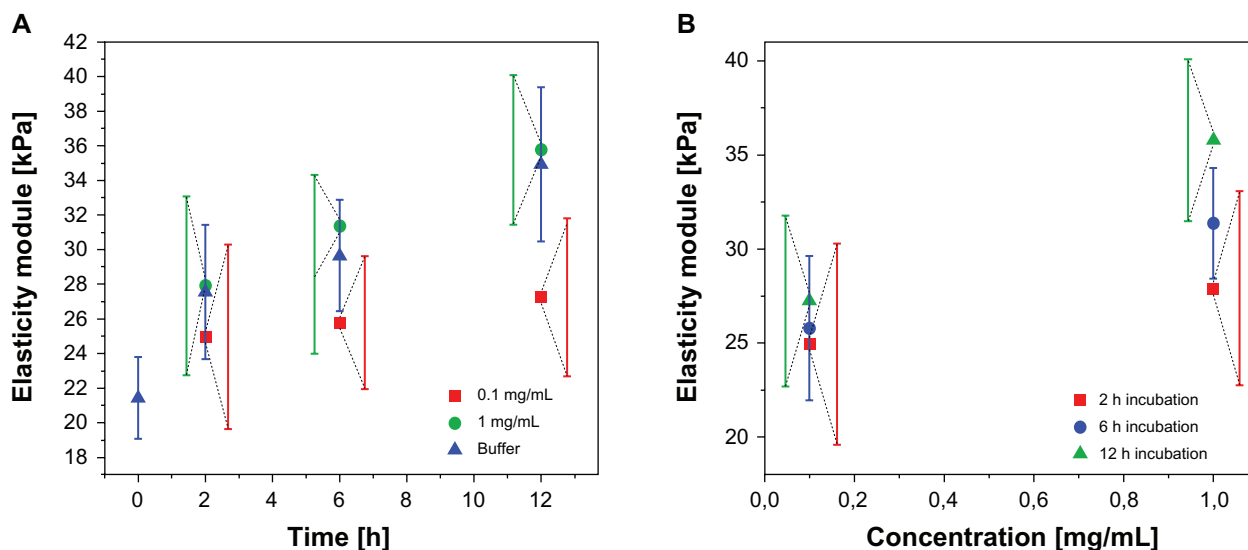 A
Elasticity module [kPa]
42
40
38
36
34
32
30
28
26
24
22
20
18
0.1 mg/mL
1 mg/mL
Buffer
0 2 4 6 8 10 12
Time [h]
B
Elasticity module [kPa]
40
35
30
25
20
2 h incubation
6 h incubation
12 h incubation
0,0 0,2 0,4 0,6 0,8 1,0
Concentration [mg/mL]